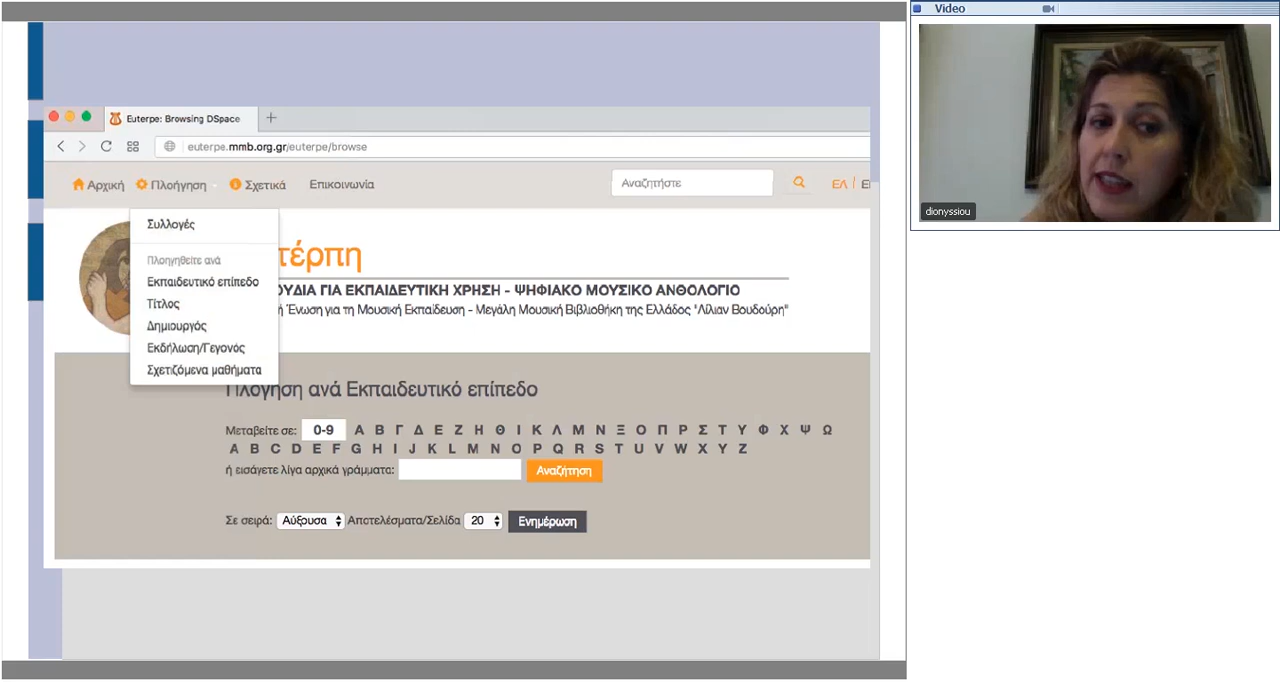 Video
dionyssiou
Euterpe: Browsing DSpace
euterpe.mmb.org.gr/euterpe/browse
Αρχική Πλοήγηση Σχετικά Επικοινωνία Αναζητήστε ΕΛ
Συλλογές
Πλοηγηθείτε ανά
Εκπαιδευτικό επίπεδο
Τίτλος
Δημιουργός
Εκδήλωση/Γεγονός
Σχετιζόμενα μαθήματα
τέρπη
ΟΥΔΙΑ ΓΙΑ ΕΚΠΑΙΔΕΥΤΙΚΗ ΧΡΗΣΗ - ΨΗΦΙΑΚΟ ΜΟΥΣΙΚΟ ΑΝΘΟΛΟΓΙΟ
ή Ένωση για τη Μουσική Εκπαίδευση - Μεγάλη Μουσική Βιβλιοθήκη της Ελλάδος "Λίλιαν Βουδούρη"
Πλόγηση ανά Εκπαιδευτικό επίπεδο
Μεταβείτε σε: 0-9 Α Β Γ Δ Ε Ζ Η Θ Ι Κ Λ Μ Ν Ξ Ο Π Ρ Σ Τ Υ Φ Χ Ψ Ω
A B C D E F G H I J K L M N O P Q R S T U V W X Y Z
ή εισάγετε λίγα αρχικά γράμματα: Αναζήτηση
Σε σειρά: Αύξουσα Αποτελέσματα/Σελίδα 20 Ενημέρωση